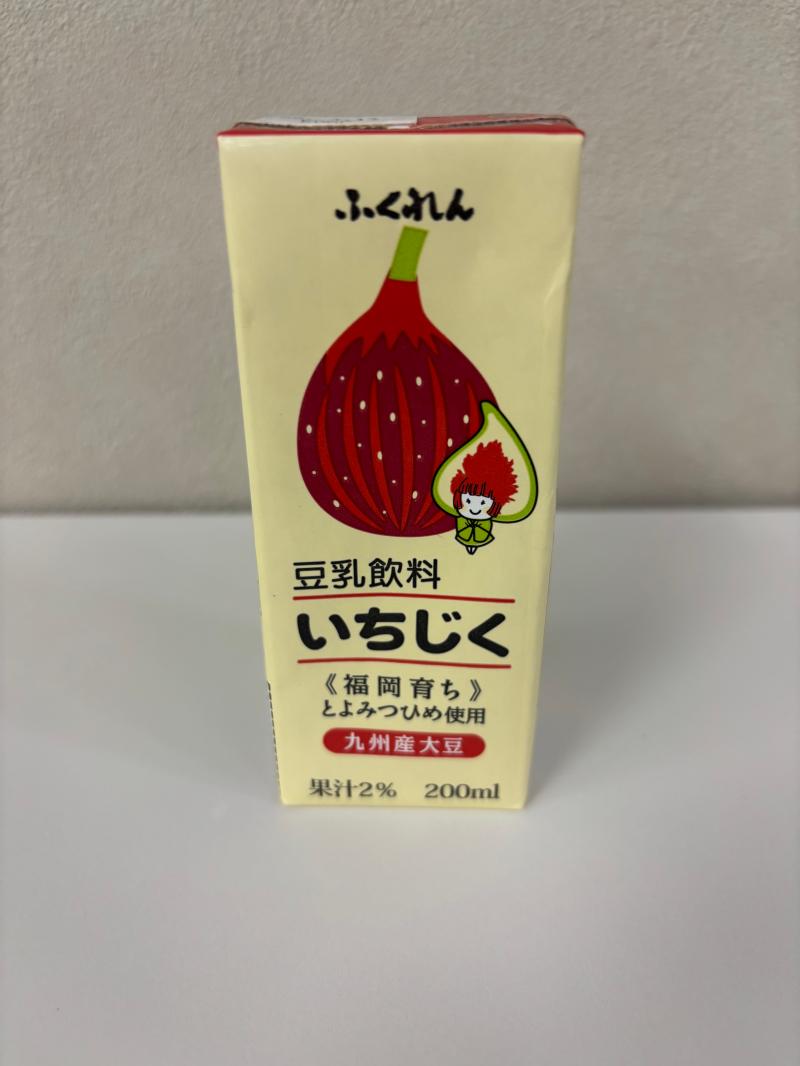 ふくれん
豆乳飲料
いちじく
《福岡育ち》
とよみつひめ使用
九州産大豆
果汁2% 200ml